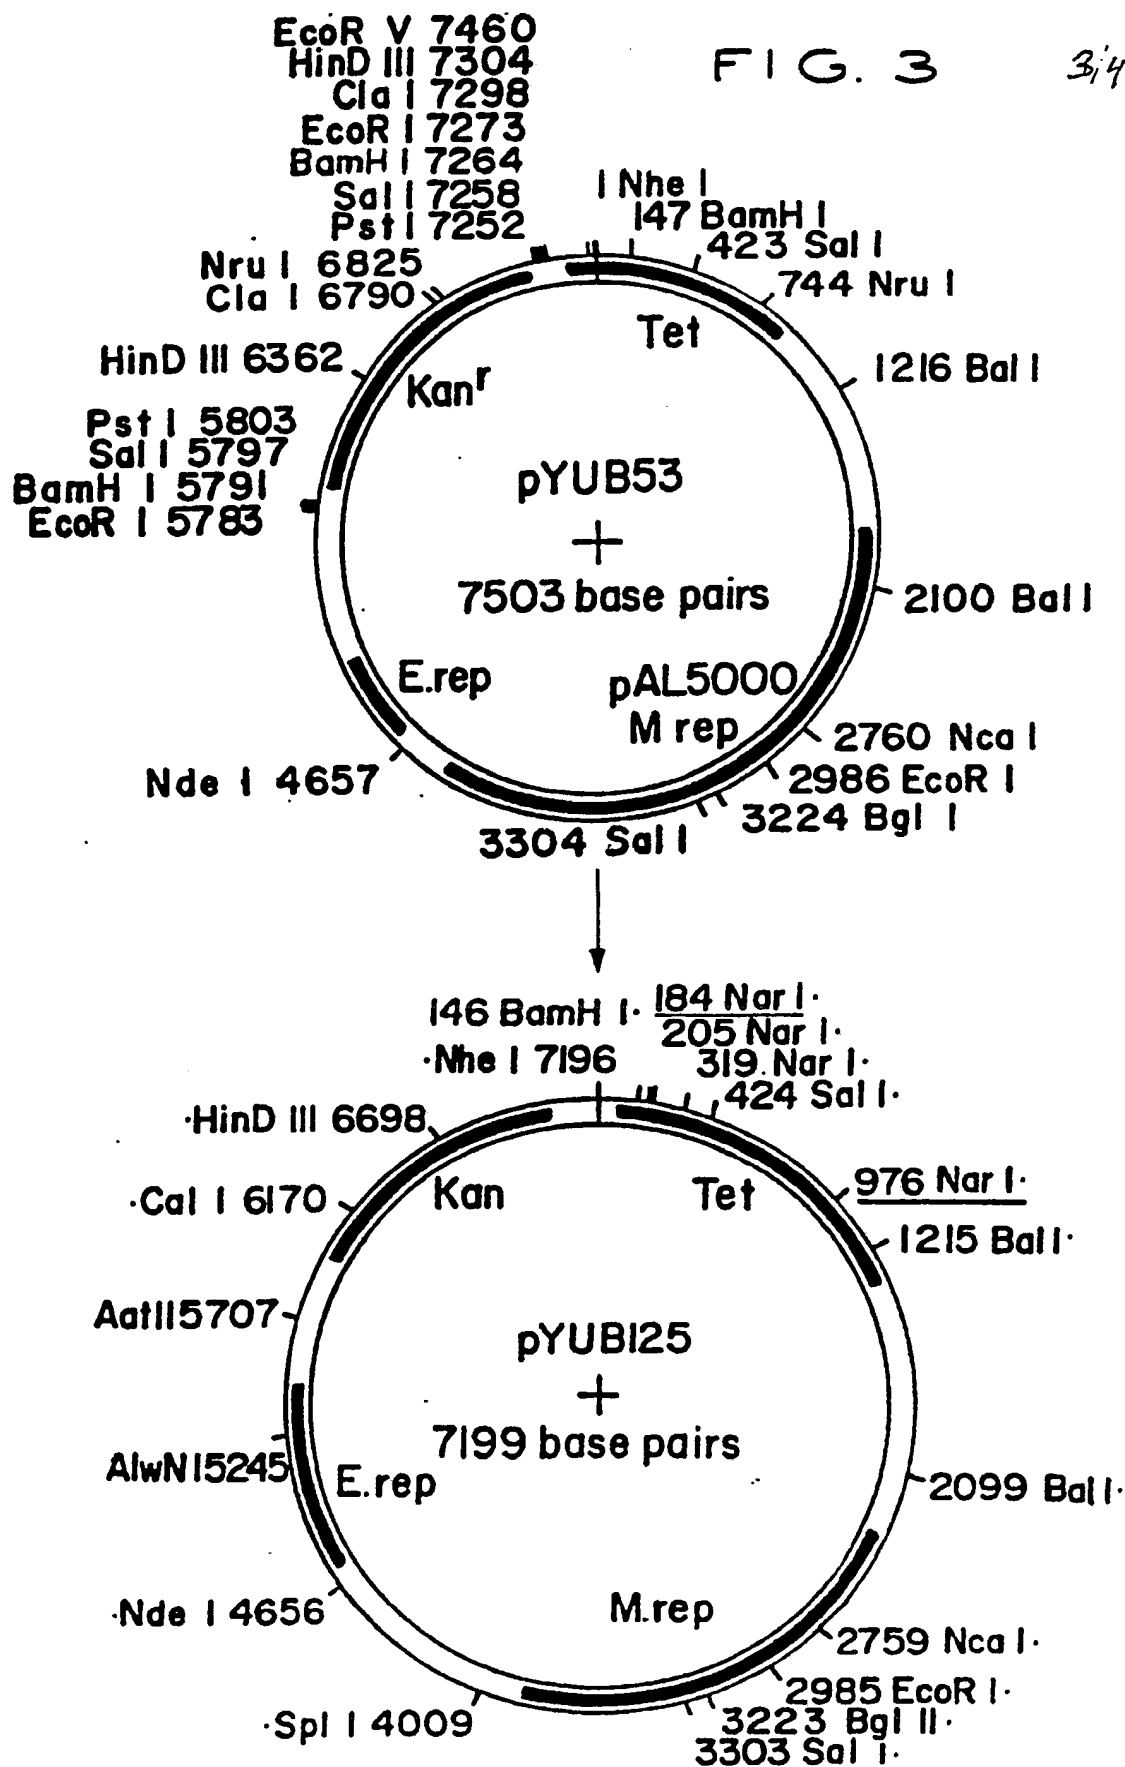 FIG. 3
3/4
EcoR V 7460
HinD III 7304
Cla I 7298
EcoR I 7273
BamH I 7264
Sal I 7258
Pst I 7252
Nru I 6825
Cla I 6790
HinD III 6362
Pst I 5803
Sal I 5797
BamH I 5791
EcoR I 5783
1 Nhe I
147 BamH I
423 Sal I
744 Nru I
1216 Bal I
2100 Bal I
2760 Nca I
2986 EcoR I
3224 Bgl I
3304 Sal I
Nde I 4657
Tet
Kanr
pYUB53
7503 base pairs
E.rep
pAL5000
M rep
146 BamH I·
184 Nar I·
205 Nar I·
·Nhe I 7196
319 Nar I·
424 Sal I·
·HinD III 6698
·Cal I 6170
AatII5707
AlwNI5245
·Nde I 4656
·Spl I 4009
976 Nar I·
1215 Bal I·
2099 Bal I·
2759 Nca I·
2985 EcoR I·
3223 Bgl II·
3303 Sal I·
Kan
Tet
pYUB125
7199 base pairs
E.rep
M.rep